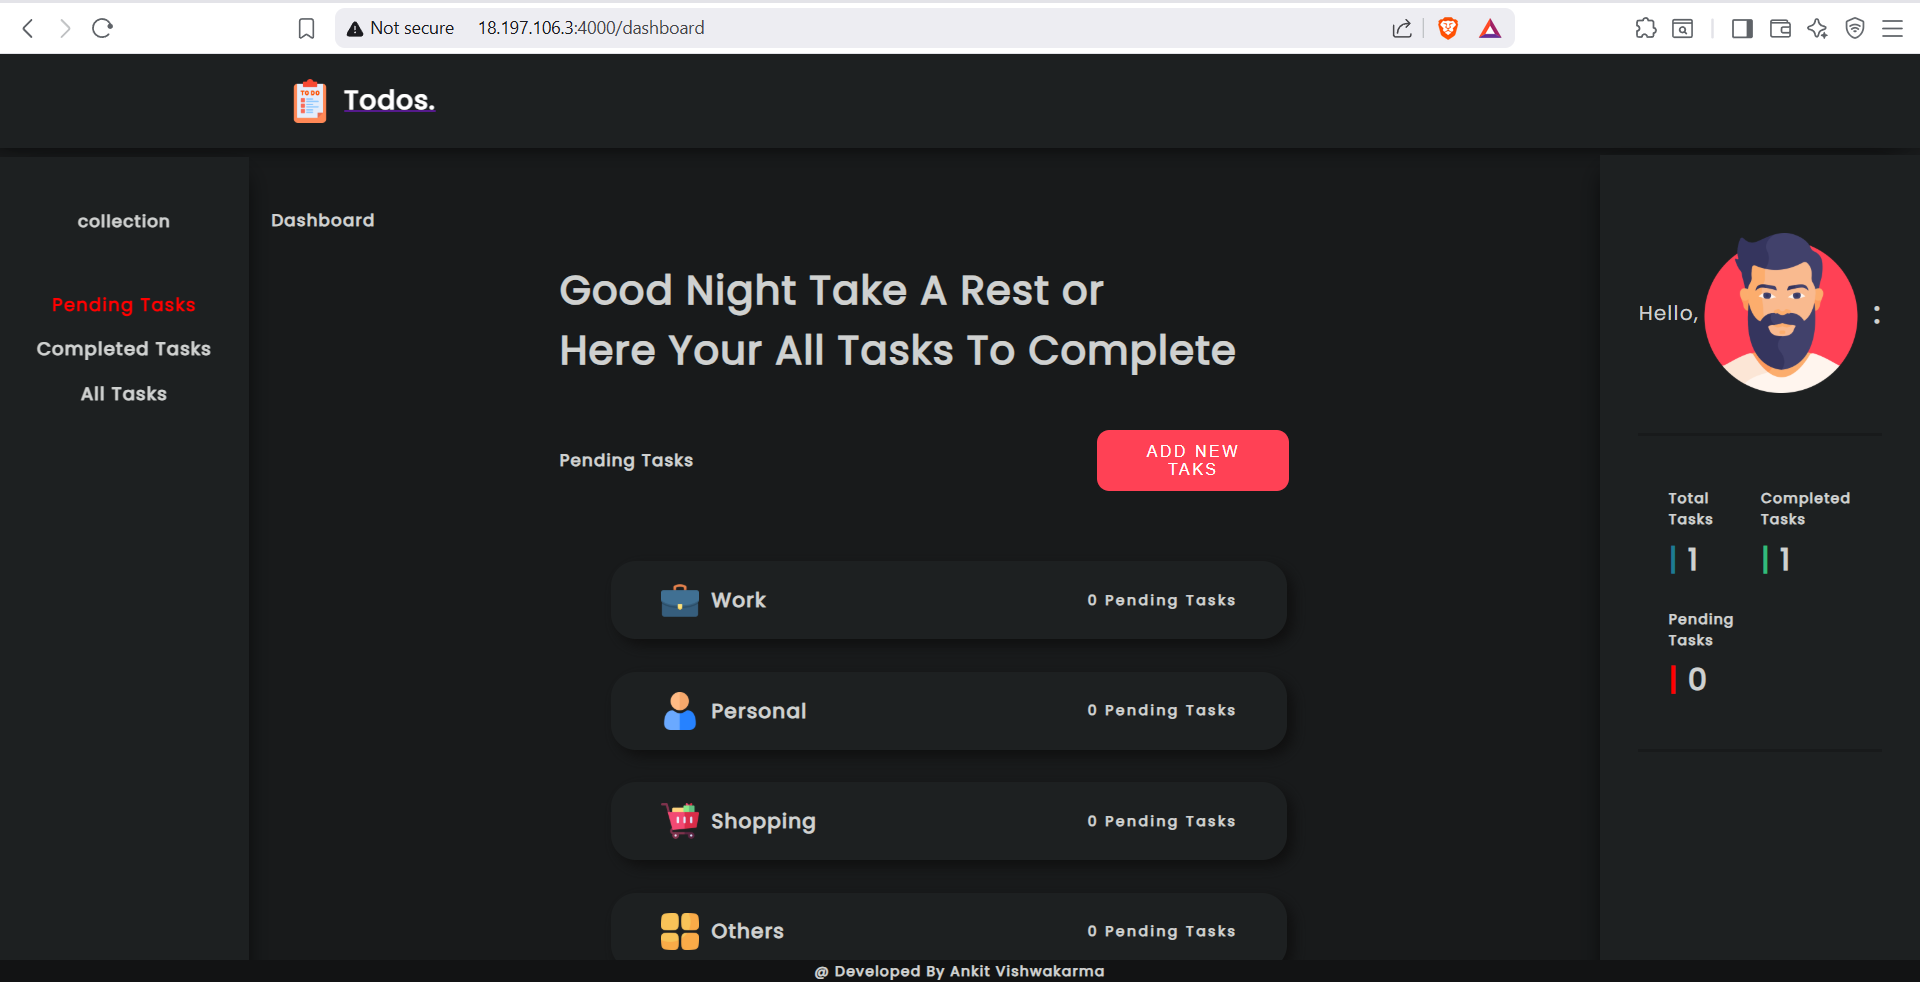 Not secure 18.197.106.3:4000/dashboard
TO DO
Todos.
collection
Pending Tasks
Completed Tasks
All Tasks
Dashboard
Good Night Take A Rest or
Here Your All Tasks To Complete
Pending Tasks
ADD NEW
TAKS
Work
0 Pending Tasks
Personal
0 Pending Tasks
Shopping
0 Pending Tasks
Others
0 Pending Tasks
Hello,
:
Total
Tasks
1
Completed
Tasks
1
Pending
Tasks
0
@ Developed By Ankit Vishwakarma